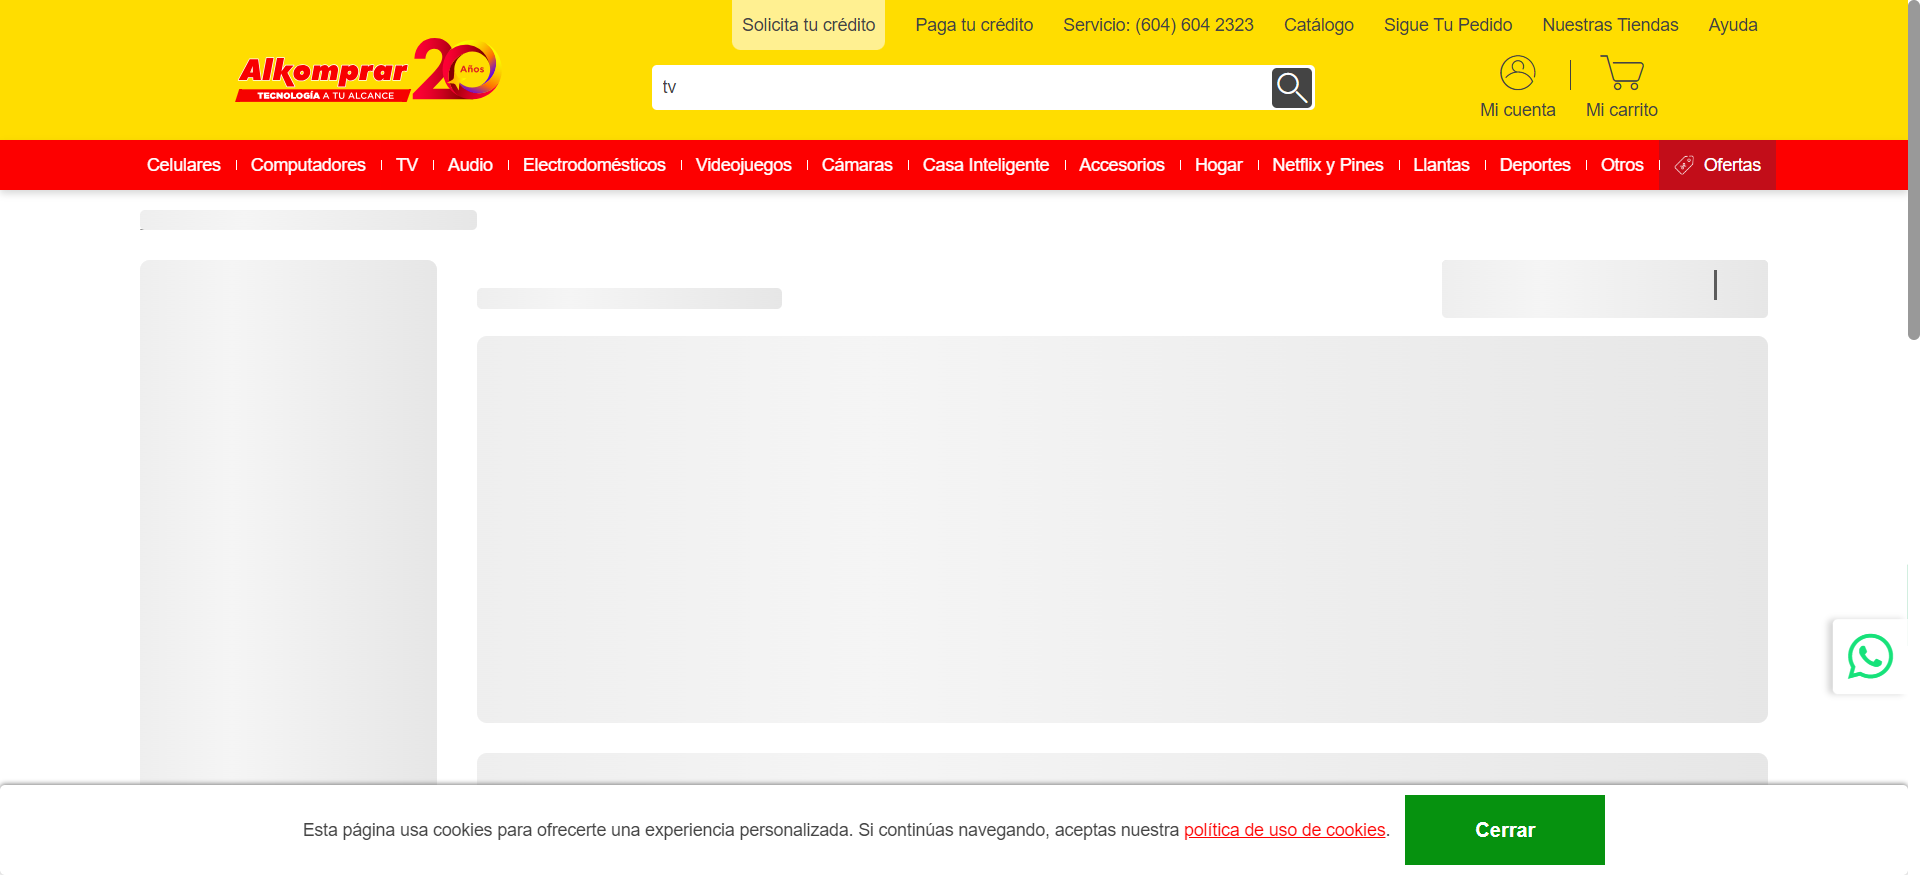 Solicita tu crédito
Paga tu crédito
Servicio: (604) 604 2323
Catálogo
Sigue Tu Pedido
Nuestras Tiendas
Ayuda
Alkomprar 20 Años
TECNOLOGÍA A TU ALCANCE
tv
Mi cuenta
Mi carrito
Celulares
Computadores
TV
Audio
Electrodomésticos
Videojuegos
Cámaras
Casa Inteligente
Accesorios
Hogar
Netflix y Pines
Llantas
Deportes
Otros
Ofertas
Esta página usa cookies para ofrecerte una experiencia personalizada. Si continúas navegando, aceptas nuestra política de uso de cookies.
Cerrar